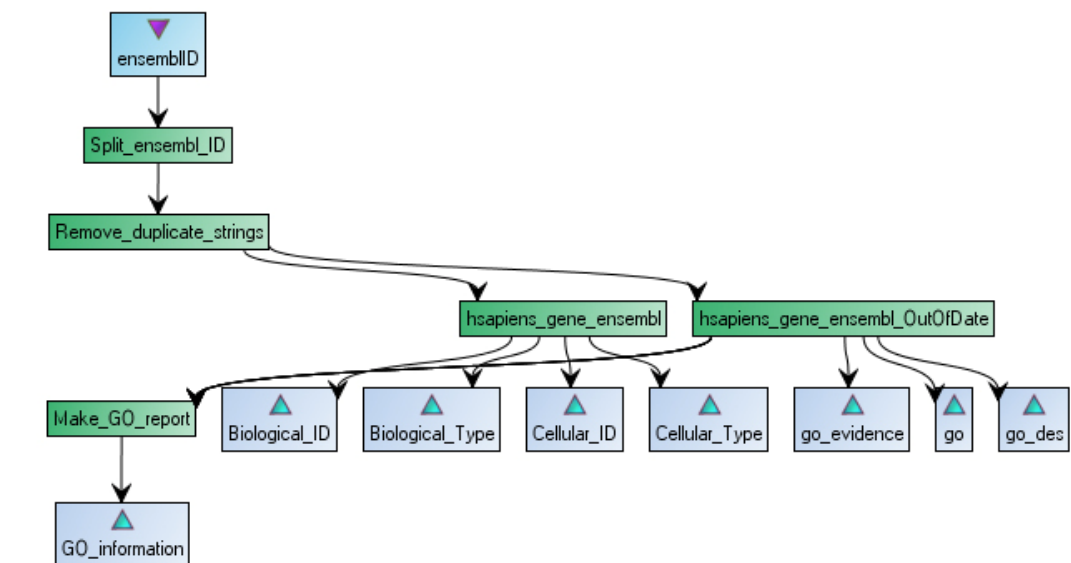 ensemblID
Split_ensembl_ID
Remove_duplicate_strings
hsapiens_gene_ensembl
hsapiens_gene_ensembl_OutOfDate
Make_GO_report
Biological_ID
Biological_Type
Cellular_ID
Cellular_Type
go_evidence
go
go_des
GO_information